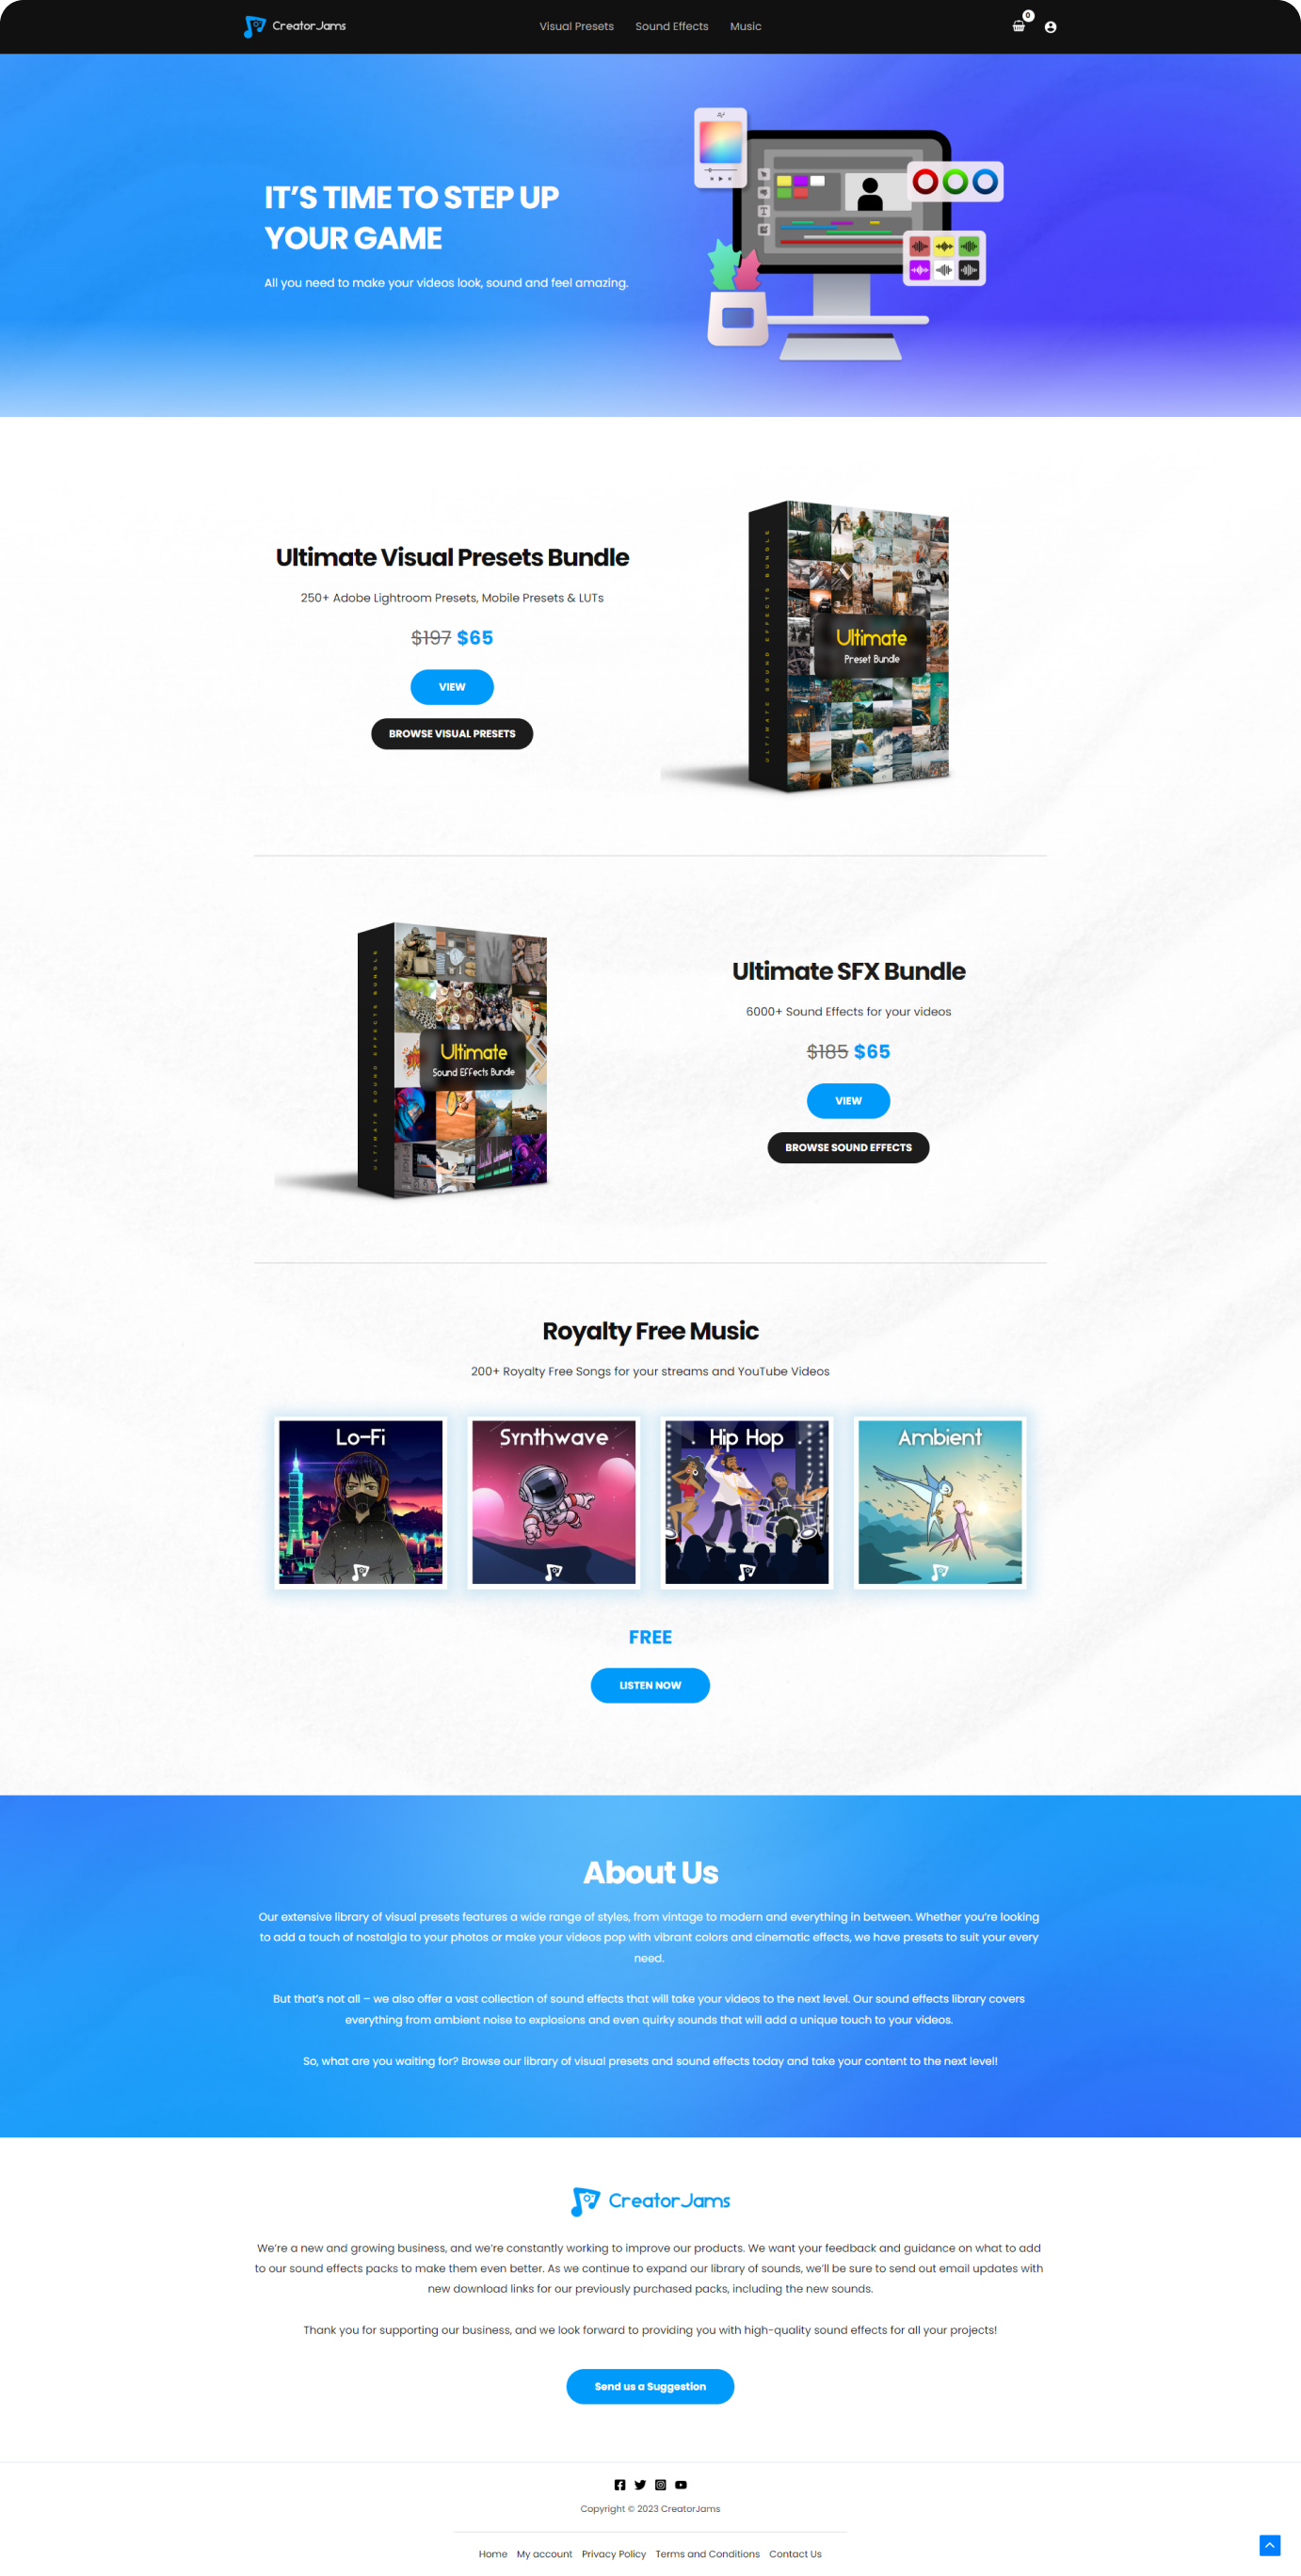 CreatorJams
Visual Presets
Sound Effects
Music
0
IT'S TIME TO STEP UP
YOUR GAME
All you need to make your videos look, sound and feel amazing.
Ultimate Visual Presets Bundle
250+ Adobe Lightroom Presets, Mobile Presets & LUTs
$197 $65
VIEW
BROWSE VISUAL PRESETS
ULTIMATE SOUND EFFECTS BUNDLE
Ultimate
Preset Bundle
ULTIMATE SOUND EFFECTS BUNDLE
Ultimate
Sound Effects Bundle
Ultimate SFX Bundle
6000+ Sound Effects for your videos
$185 $65
VIEW
BROWSE SOUND EFFECTS
Royalty Free Music
200+ Royalty Free Songs for your streams and YouTube Videos
Lo-Fi
Synthwave
Hip Hop
Ambient
FREE
LISTEN NOW
About Us
Our extensive library of visual presets features a wide range of styles, from vintage to modern and everything in between. Whether you're looking
to add a touch of nostalgia to your photos or make your videos pop with vibrant colors and cinematic effects, we have presets to suit your every
need.
But that's not all – we also offer a vast collection of sound effects that will take your videos to the next level. Our sound effects library covers
everything from ambient noise to explosions and even quirky sounds that will add a unique touch to your videos.
So, what are you waiting for? Browse our library of visual presets and sound effects today and take your content to the next level!
CreatorJams
We're a new and growing business, and we're constantly working to improve our products. We want your feedback and guidance on what to add
to our sound effects packs to make them even better. As we continue to expand our library of sounds, we'll be sure to send out email updates with
new download links for our previously purchased packs, including the new sounds.
Thank you for supporting our business, and we look forward to providing you with high-quality sound effects for all your projects!
Send us a Suggestion
Copyright © 2023 CreatorJams
Home
My account
Privacy Policy
Terms and Conditions
Contact Us